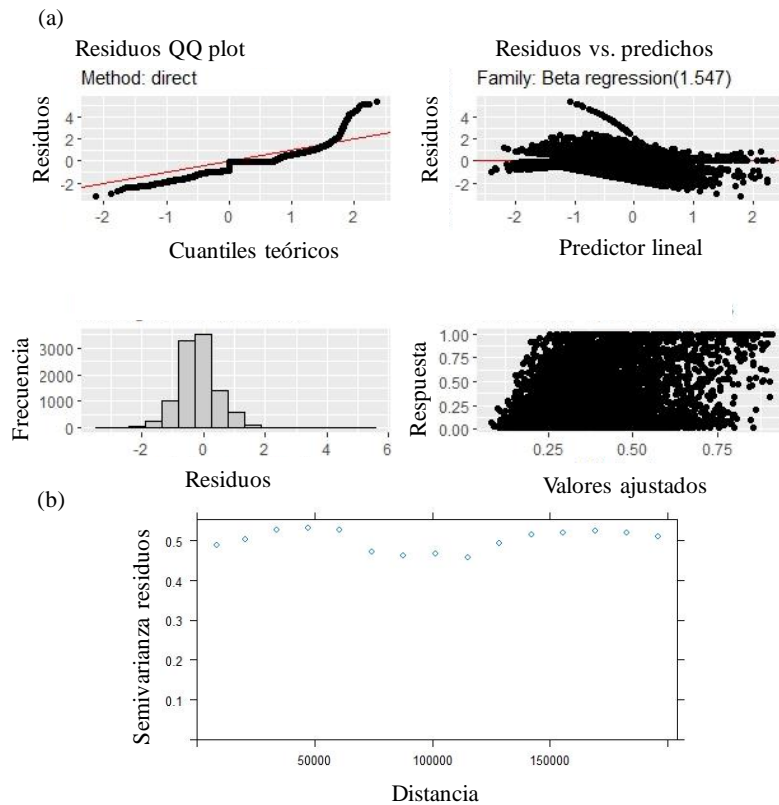 (a)
Residuos QQ plot
Method: direct
Residuos
4
2
0
-2
-2
-1
0
1
2
Cuantiles teóricos
Residuos vs. predichos
Family: Beta regression(1.547)
Residuos
4
2
0
-2
-2
-1
0
1
2
Predictor lineal
Frecuencia
3000
2000
1000
0
-2
0
2
4
6
Residuos
Respuesta
1.00
0.75
0.50
0.25
0.00
0.25
0.50
0.75
Valores ajustados
(b)
Semivarianza residuos
0.5
0.4
0.3
0.2
0.1
50000
100000
150000
Distancia